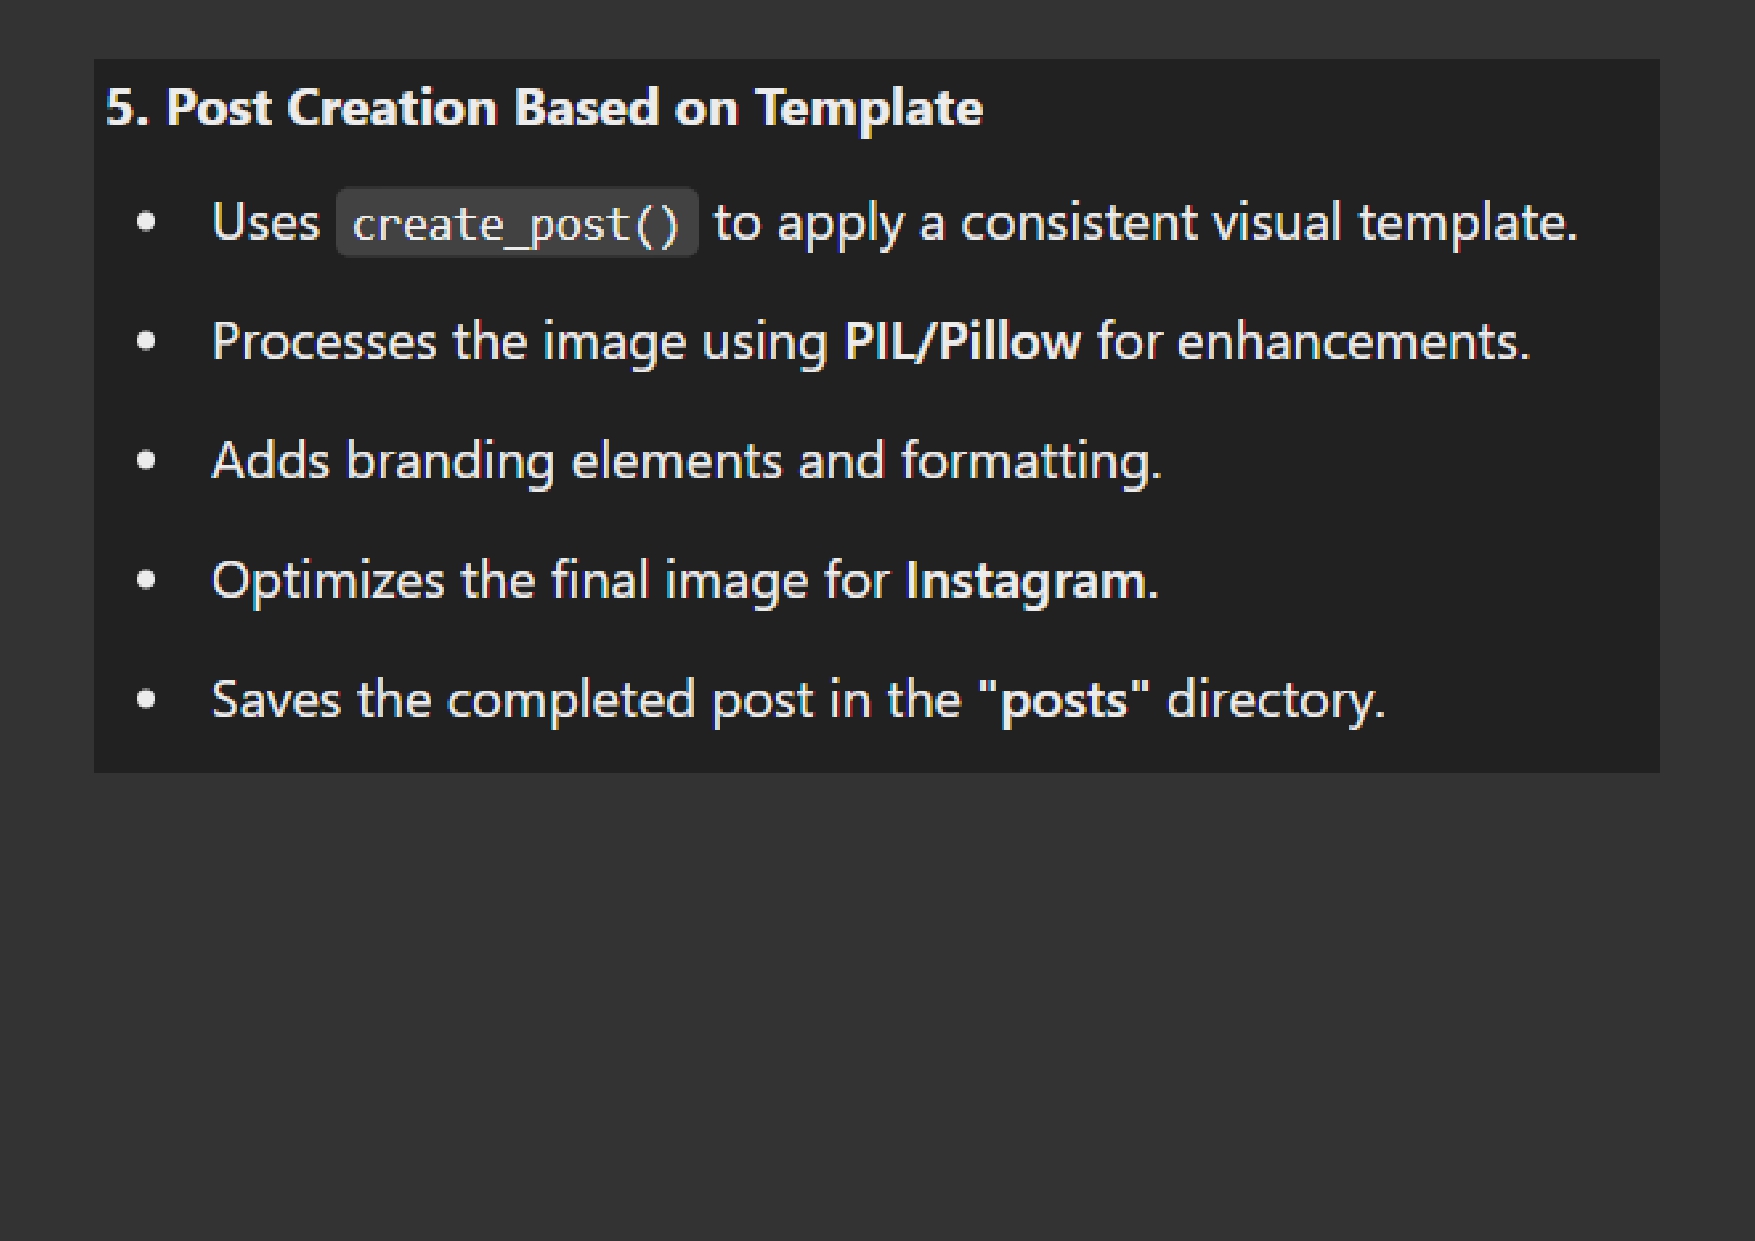 5. Post Creation Based on Template
• Uses create_post() to apply a consistent visual template.
• Processes the image using PIL/Pillow for enhancements.
• Adds branding elements and formatting.
• Optimizes the final image for Instagram.
• Saves the completed post in the "posts" directory.